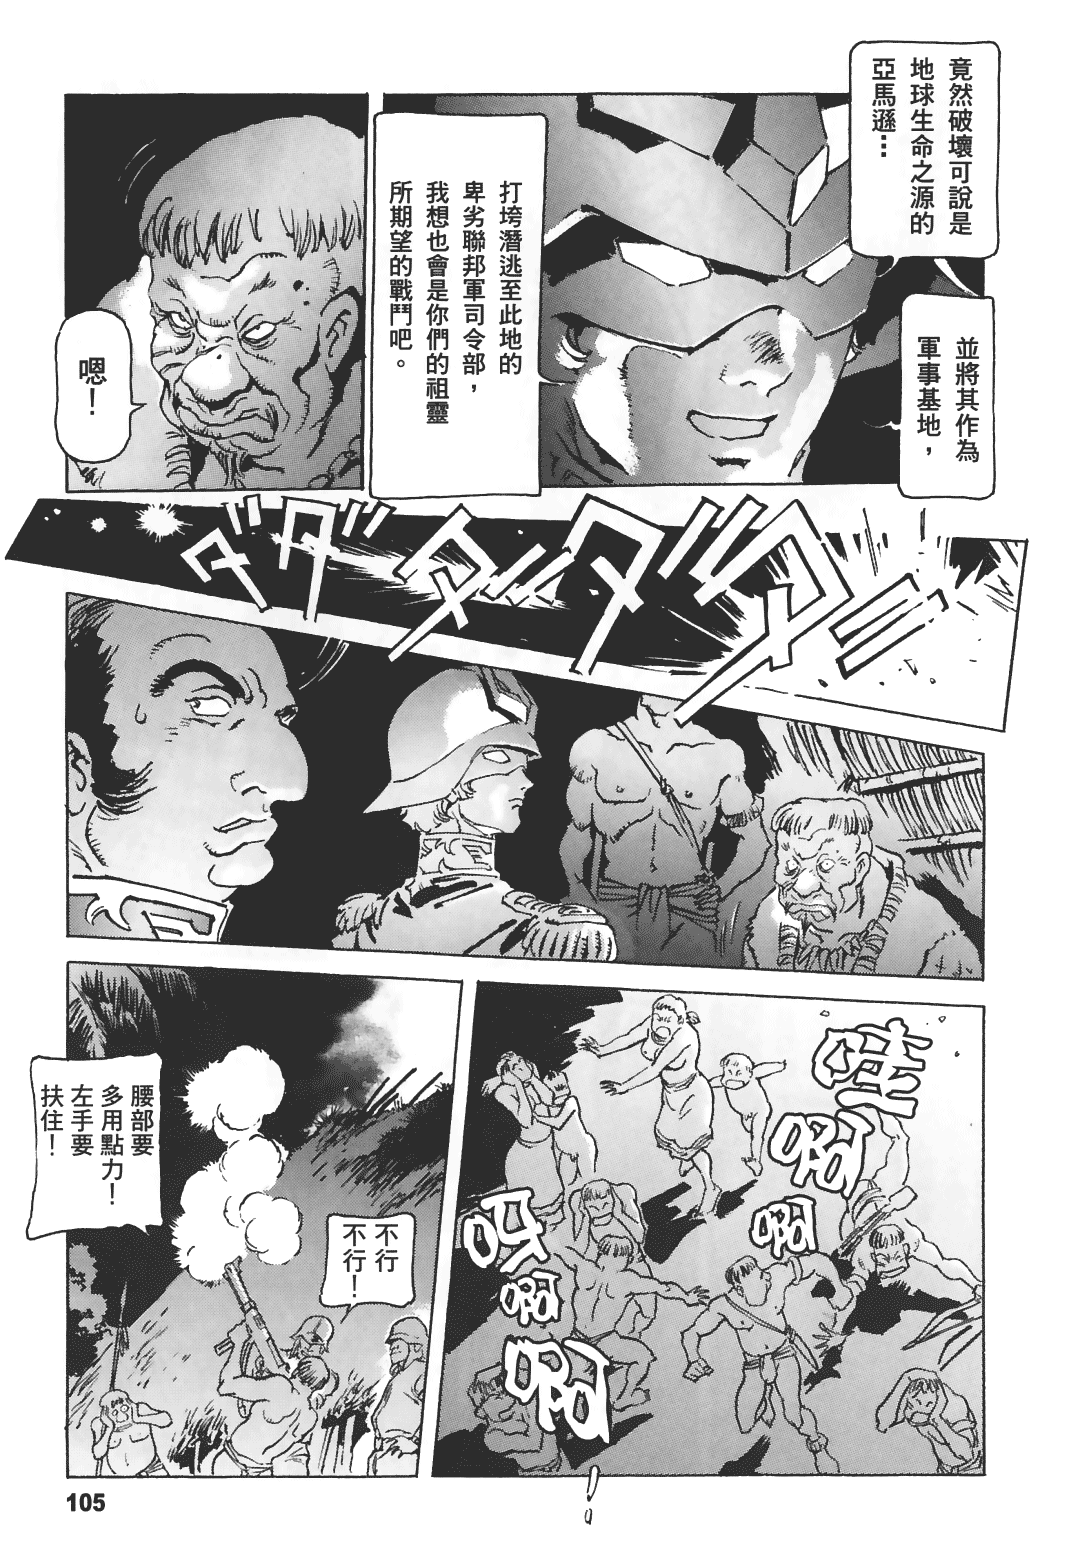 竟然破壞可說是
地球生命之源的
亞馬遜…
並將其作為
軍事基地，
打垮潛逃至此地的
卑劣聯邦軍司令部，
我想也會是你們的祖靈
所期望的戰鬥吧。
嗯！
ダダダダダ
哇
啊
啊
呀
啊
啊
！
不行
不行！
腰部要
多用點力！
左手要
扶住！
105